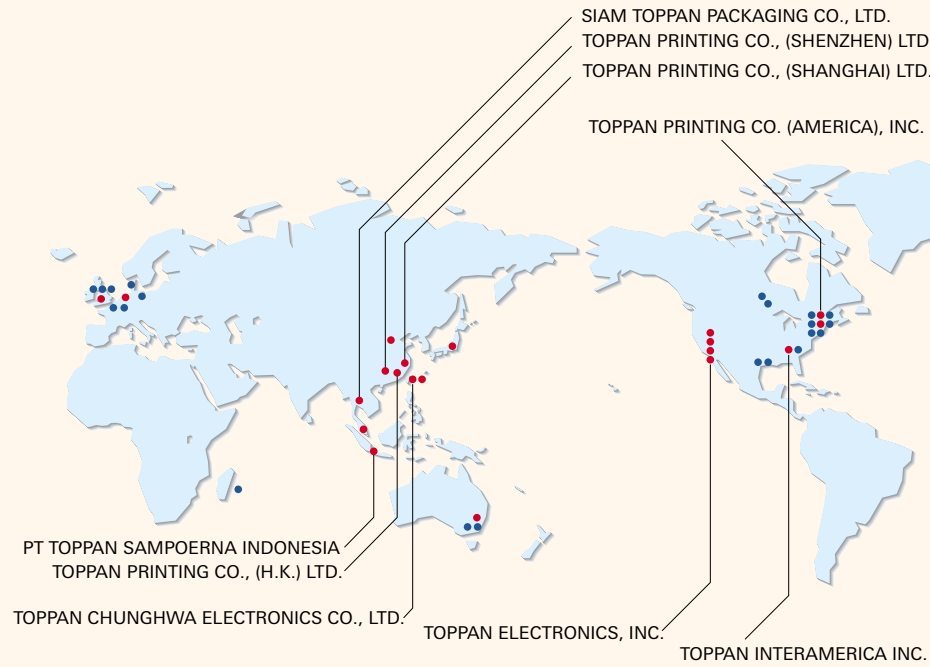 SIAM TOPPAN PACKAGING CO., LTD.
TOPPAN PRINTING CO., (SHENZHEN) LTD
TOPPAN PRINTING CO., (SHANGHAI) LTD.
TOPPAN PRINTING CO. (AMERICA), INC.
PT TOPPAN SAMPOERNA INDONESIA
TOPPAN PRINTING CO., (H.K.) LTD.
TOPPAN CHUNGHWA ELECTRONICS CO., LTD.
TOPPAN ELECTRONICS, INC.
TOPPAN INTERAMERICA INC.